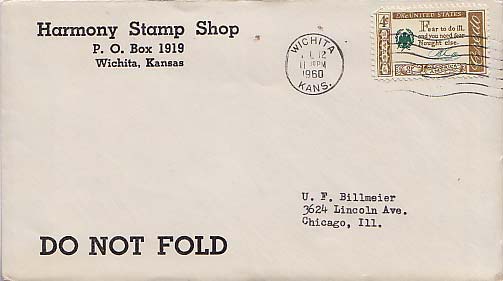 Harmony Stamp Shop
P. O. Box 1919
Wichita, Kansas
WICHITA
12
PM
1960
KANS.
4¢
The UNITED STATES
Fear to do ill,
and you need fear
Nought else.
U. F. Billmeier
3624 Lincoln Ave.
Chicago, Ill.
DO NOT FOLD